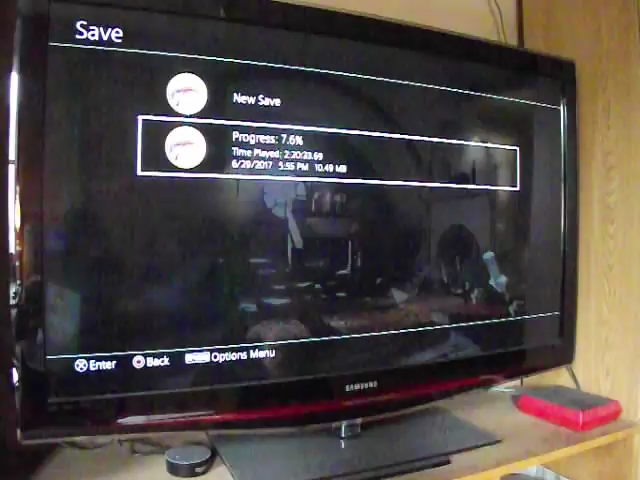 Save
New Save
Progress: 7.6%
Time Played: 2:20:23.69
6/29/2017 5:55 PM 10.49 MB
Enter Back Options Menu
SAMSUNG